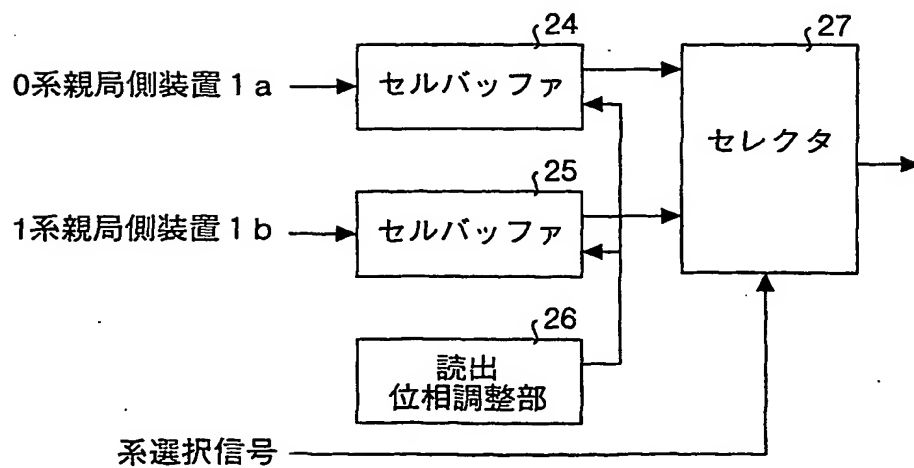 24
0系親局側装置1a
セルバッファ
27
セレクタ
25
1系親局側装置1b
セルバッファ
26
読出
位相調整部
系選択信号